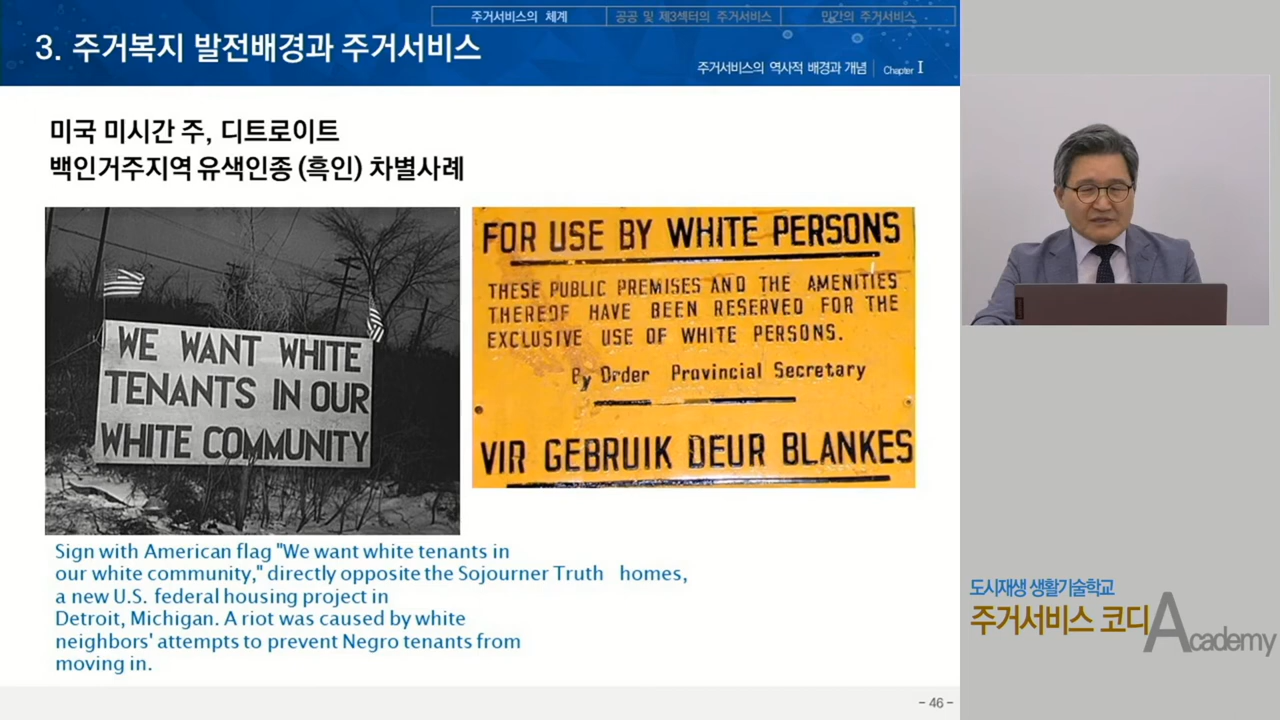 주거서비스의 체계
공공 및 제3섹터의 주거서비스
민간의 주거서비스
3. 주거복지 발전배경과 주거서비스
주거서비스의 역사적 배경과 개념
Chapter I
미국 미시간 주, 디트로이트
백인거주지역 유색인종 (흑인) 차별사례
WE WANT WHITE
TENANTS IN OUR
WHITE COMMUNITY
FOR USE BY WHITE PERSONS
THESE PUBLIC PREMISES AND THE AMENITIES
THEREOF HAVE BEEN RESERVED FOR THE
EXCLUSIVE USE OF WHITE PERSONS.
By Order Provincial Secretary
VIR GEBRUIK DEUR BLANKES
Sign with American flag "We want white tenants in
our white community," directly opposite the Sojourner Truth homes,
a new U.S. federal housing project in
Detroit, Michigan. A riot was caused by white
neighbors' attempts to prevent Negro tenants from
moving in.
- 46 -
도시재생 생활기술학교
주거서비스 코디 Academy